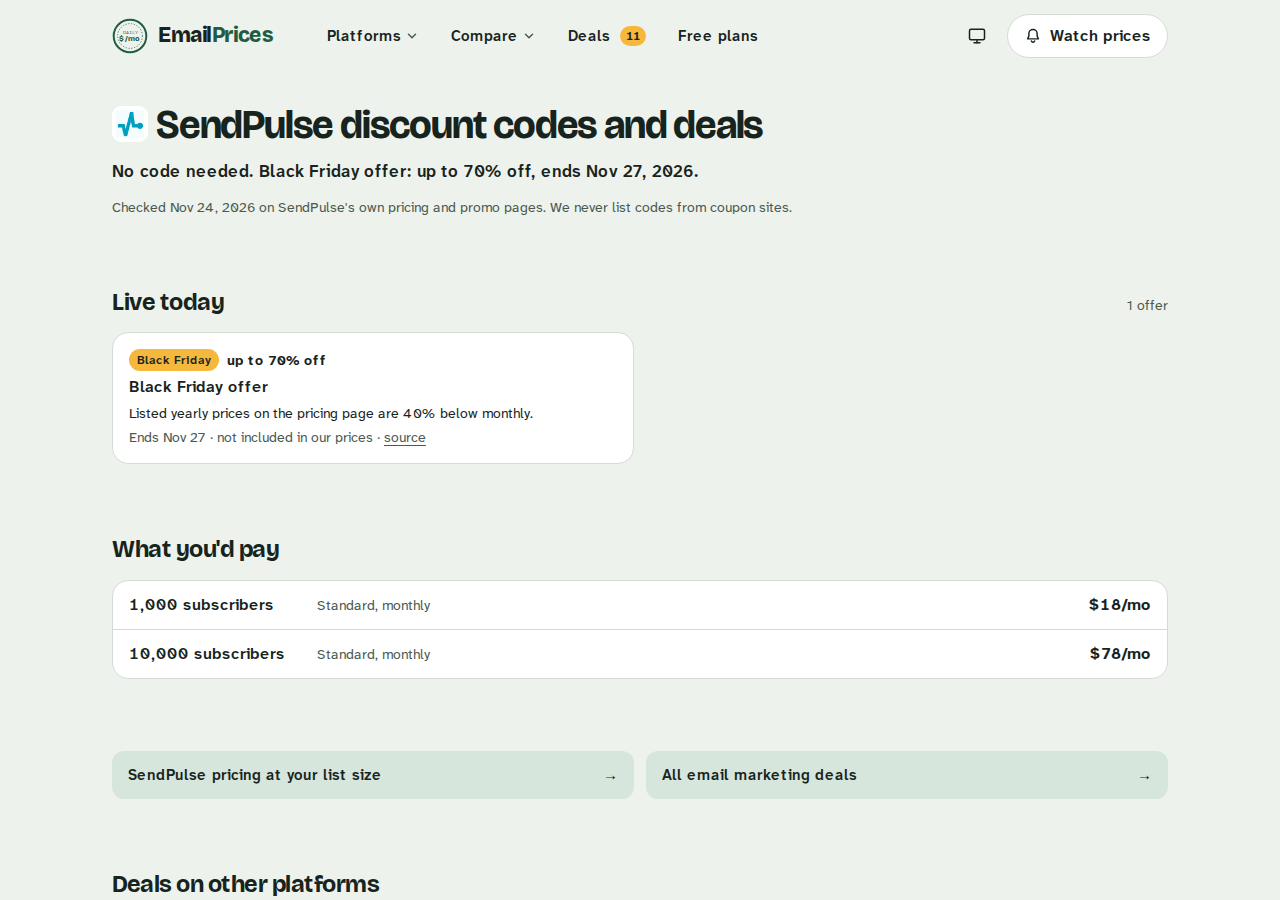 DAILY
$/mo
EmailPrices
Platforms
Compare
Deals 11
Free plans
Watch prices
SendPulse discount codes and deals
No code needed. Black Friday offer: up to 70% off, ends Nov 27, 2026.
Checked Nov 24, 2026 on SendPulse's own pricing and promo pages. We never list codes from coupon sites.
Live today
1 offer
Black Friday up to 70% off
Black Friday offer
Listed yearly prices on the pricing page are 40% below monthly.
Ends Nov 27 · not included in our prices · source
What you'd pay
1,000 subscribers Standard, monthly $18/mo
10,000 subscribers Standard, monthly $78/mo
SendPulse pricing at your list size →
All email marketing deals →
Deals on other platforms